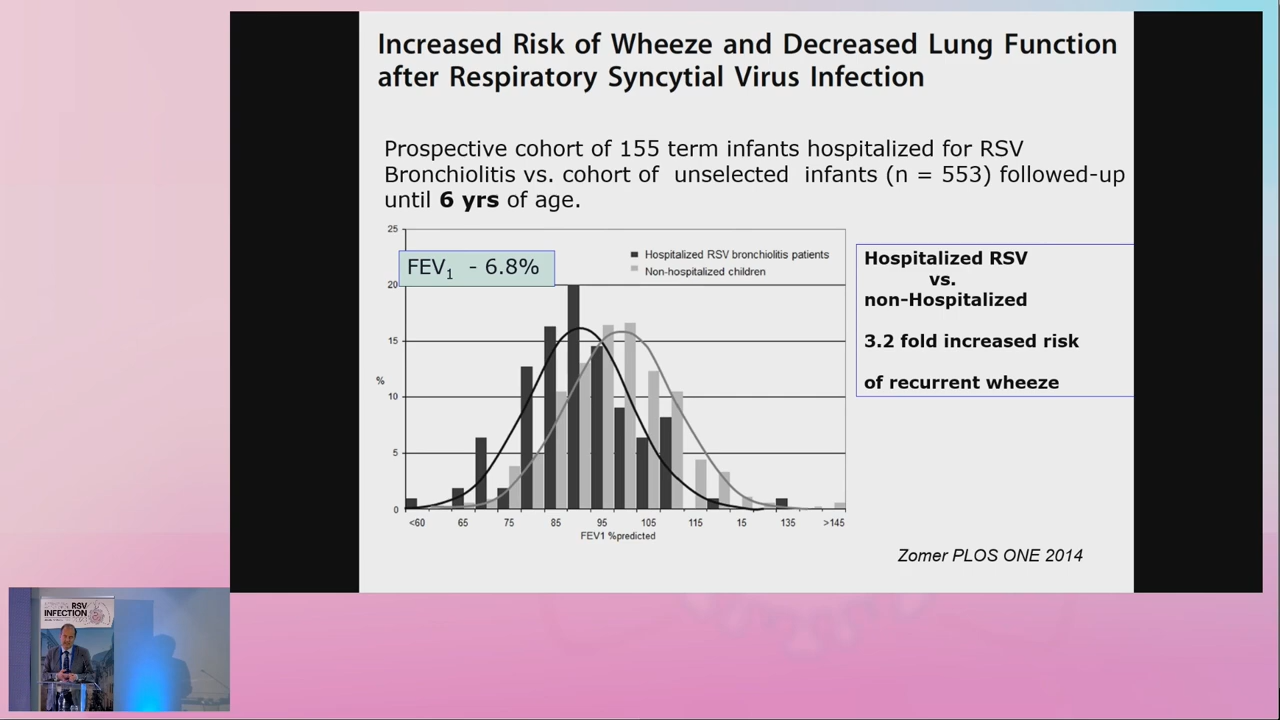 Increased Risk of Wheeze and Decreased Lung Function
after Respiratory Syncytial Virus Infection
Prospective cohort of 155 term infants hospitalized for RSV
Bronchiolitis vs. cohort of unselected infants (n = 553) followed-up
until 6 yrs of age.
FEV1 - 6.8%
Hospitalized RSV bronchiolitis patients
Non-hospitalized children
25
20
15
10
5
0
%
<60 65 75 85 95 105 115 15 135 >145
FEV1 %predicted
Hospitalized RSV
vs.
non-Hospitalized
3.2 fold increased risk
of recurrent wheeze
Zomer PLOS ONE 2014
RSV
INFECTION